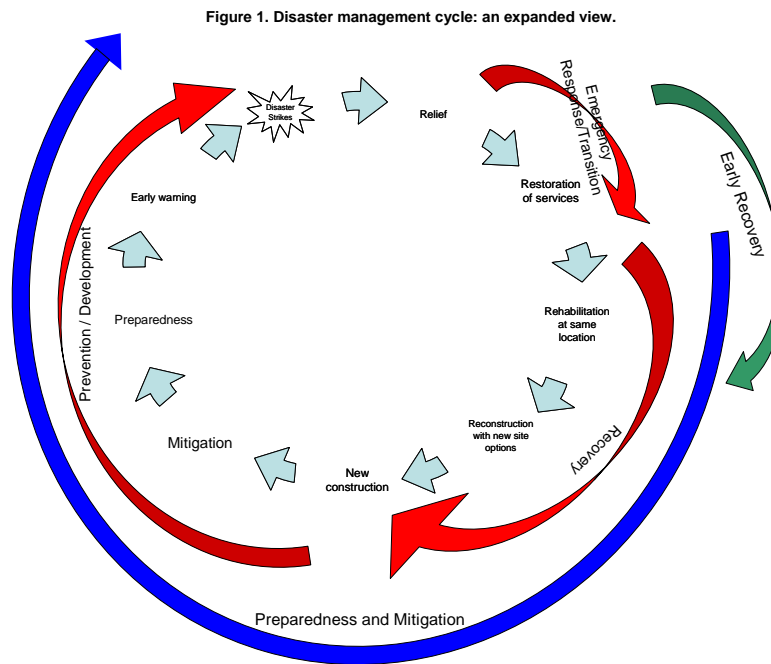 Figure 1. Disaster management cycle: an expanded view.
Disaster
Strikes
Relief
Emergency
Response/Transition
Early Recovery
Restoration
of services
Rehabilitation
at same
location
Recovery
Reconstruction
with new site
options
New
construction
Mitigation
Preparedness
Early warning
Prevention / Development
Preparedness and Mitigation